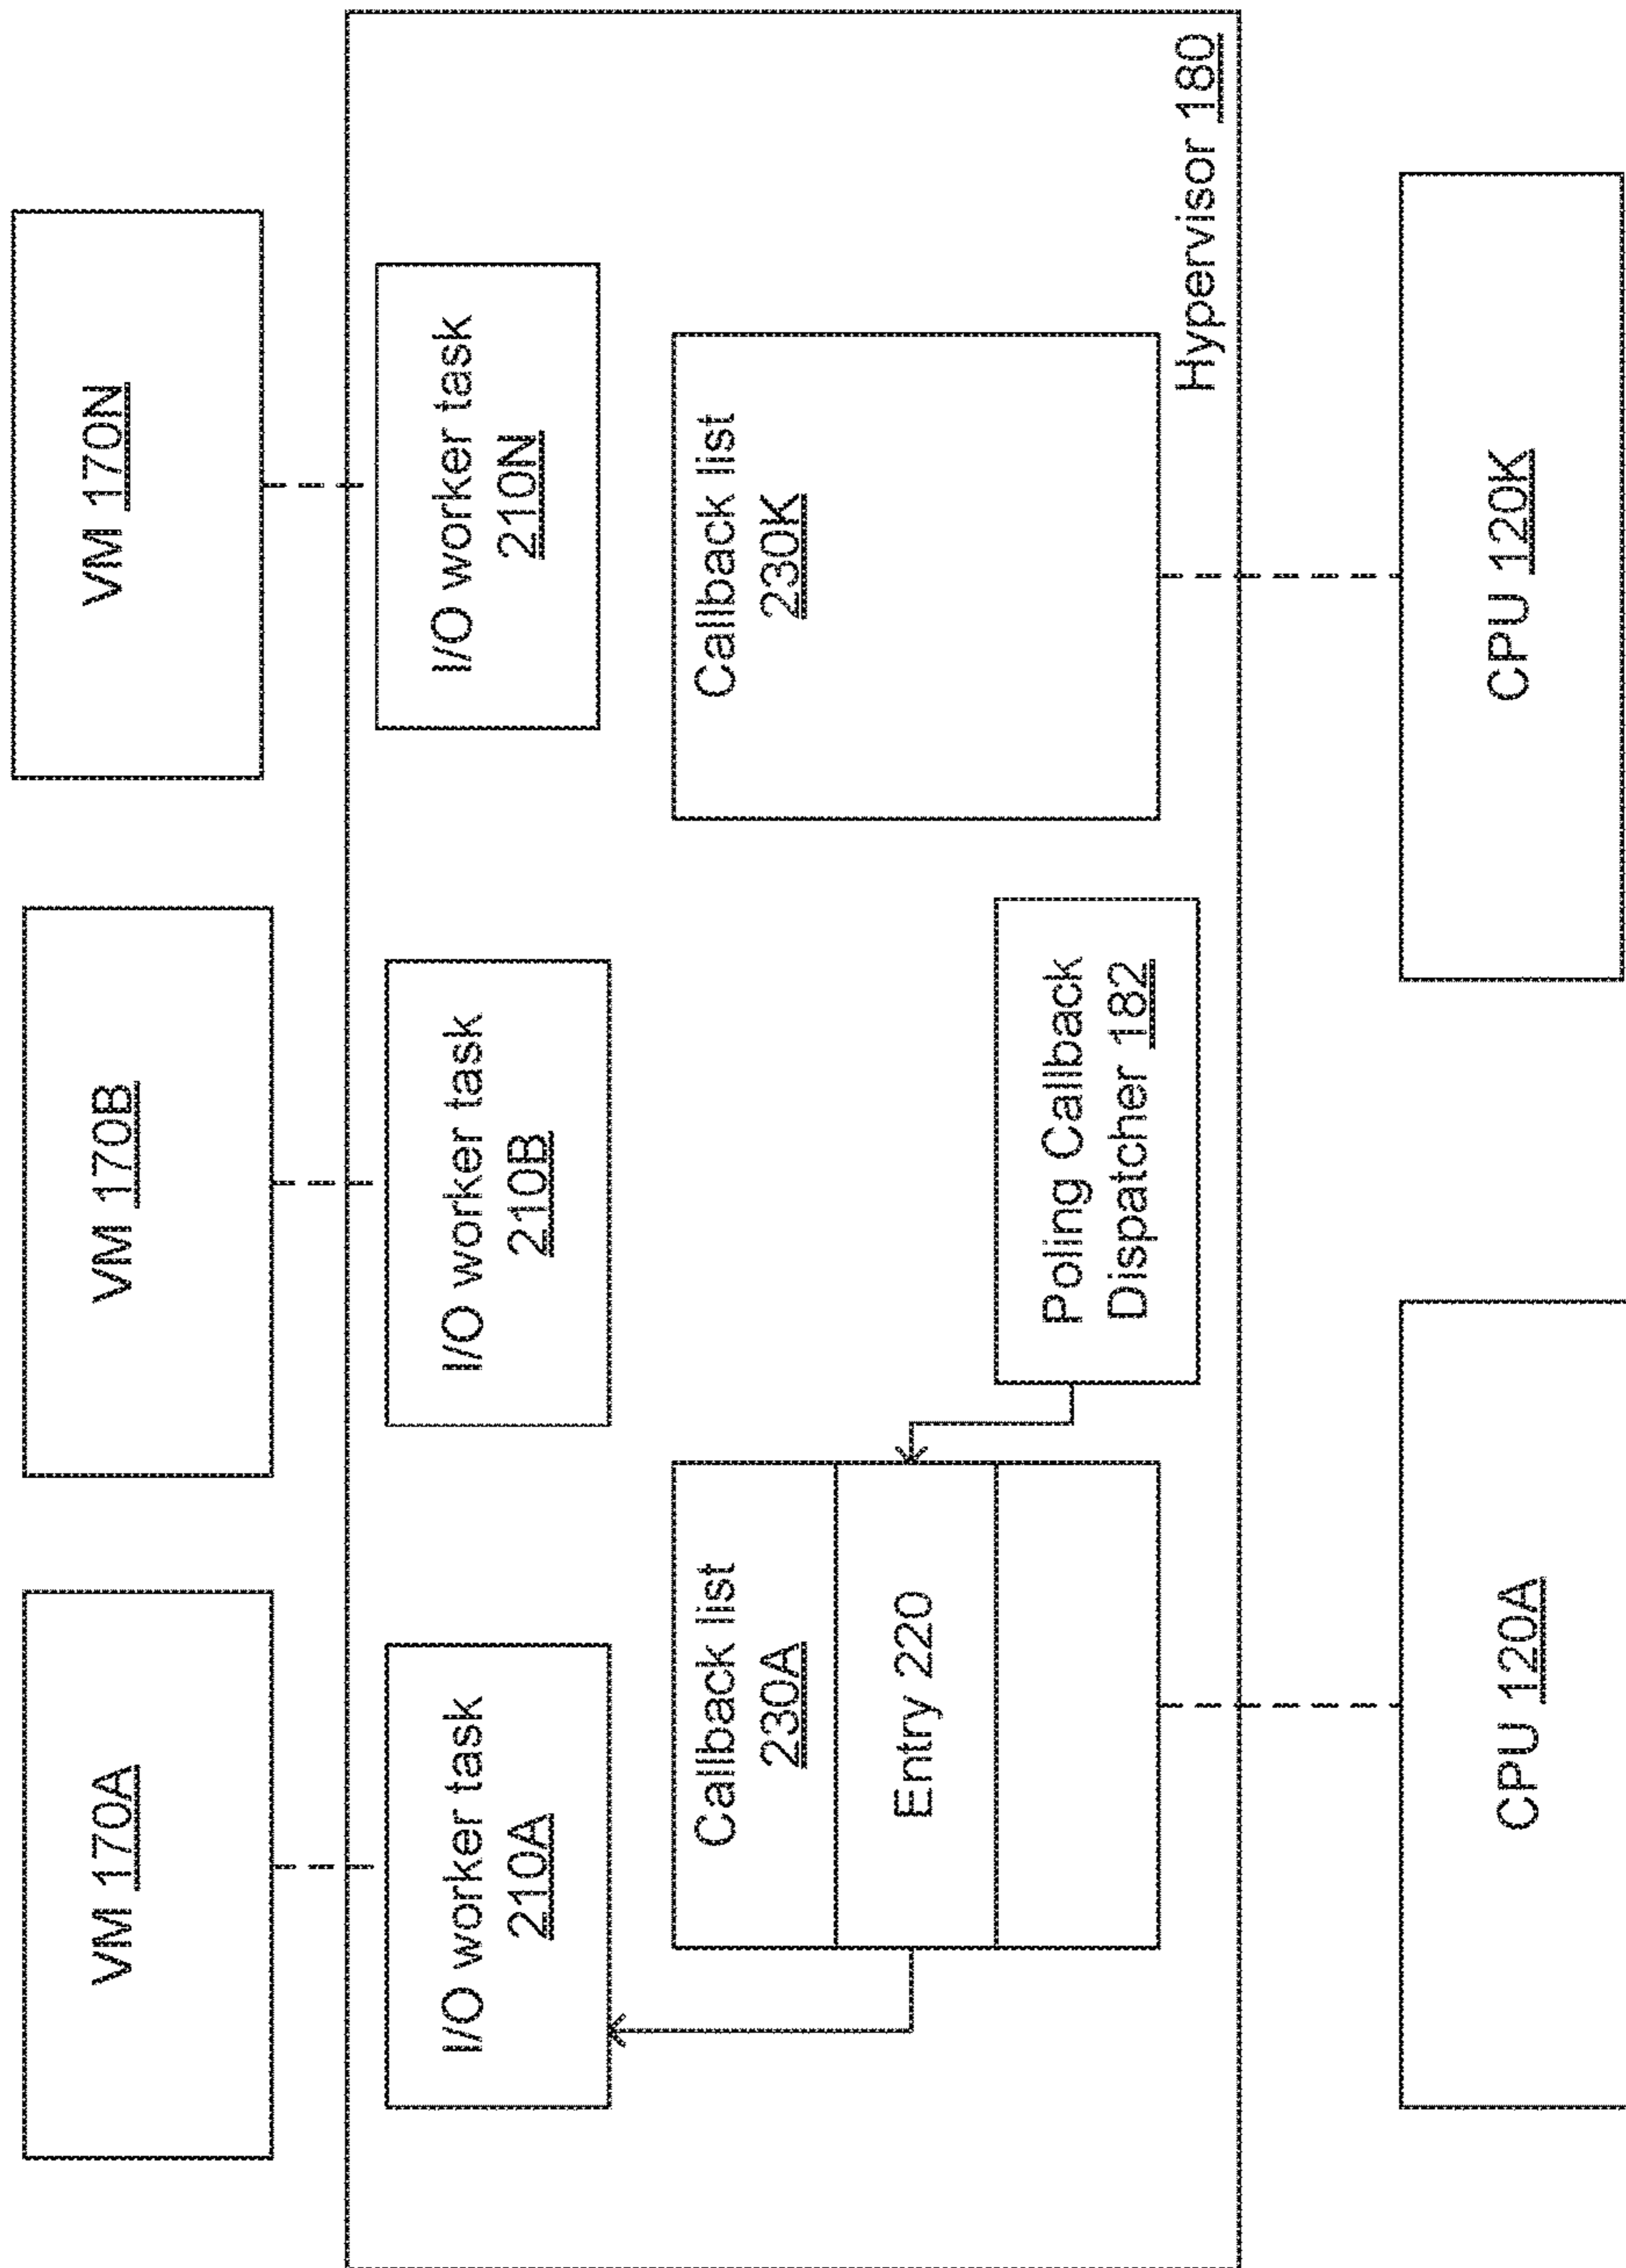 VM 170A
VM 170B
VM 170N
I/O worker task
210A
I/O worker task
210B
I/O worker task
210N
Callback list
230A
Entry 220
Callback list
230K
Polling Callback
Dispatcher 182
Hypervisor 180
CPU 120A
CPU 120K